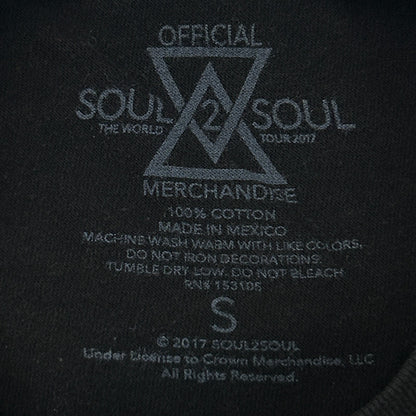 OFFICIAL
SOUL 2 SOUL
THE WORLD TOUR 2017
MERCHANDISE
100% COTTON
MADE IN MEXICO
MACHINE WASH WARM WITH LIKE COLORS.
DO NOT IRON DECORATIONS.
TUMBLE DRY LOW. DO NOT BLEACH
RN# 153105
S
© 2017 SOUL2SOUL
Under License to Crown Merchandise, LLC
All Rights Reserved.